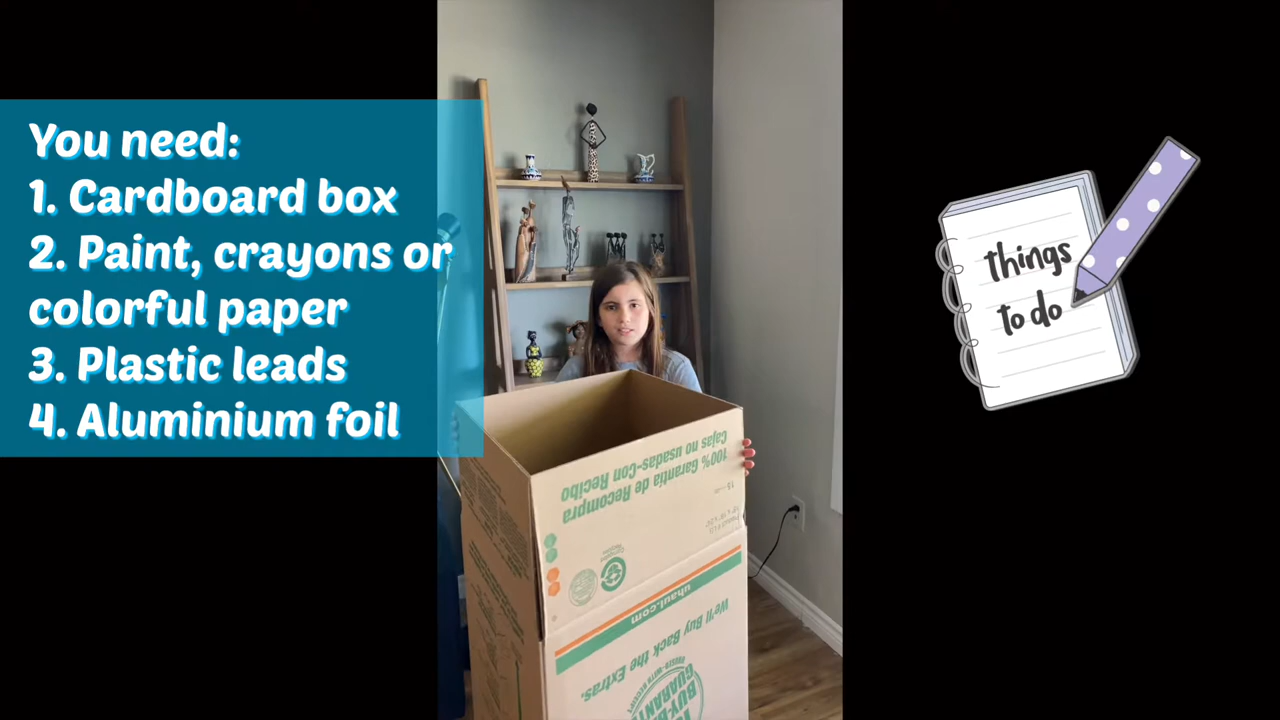 You need:
1. Cardboard box
2. Paint, crayons or
colorful paper
3. Plastic leads
4. Aluminium foil
things
to do
100% Garantía de Recompra
Cajas no usadas-Con Recibo
uhaul.com
We'll Buy Back the Extras.